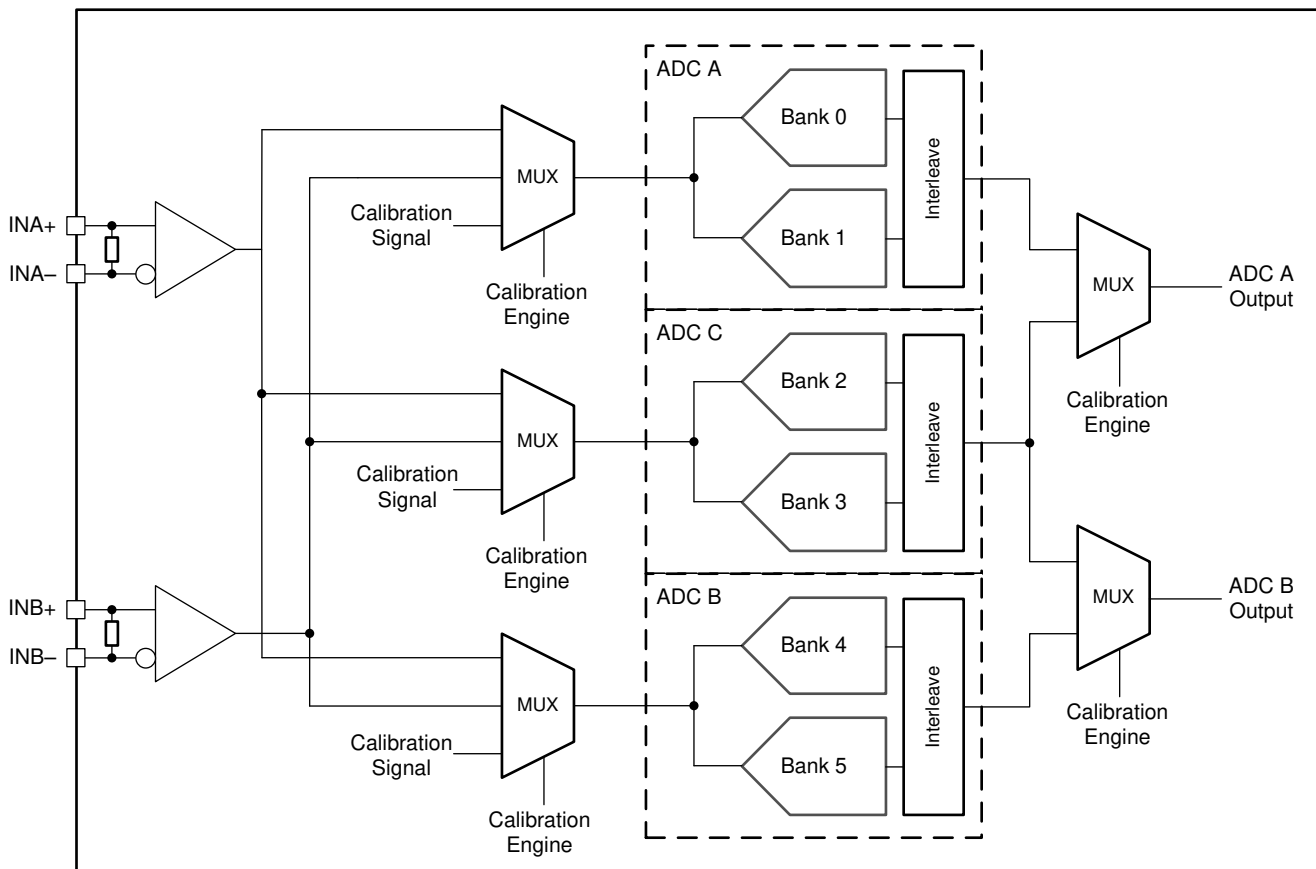 ADC A
Bank 0
Bank 1
Interleave
MUX
Calibration
Signal
Calibration
Engine
INA+
INA–
MUX
ADC A
Output
Calibration
Engine
ADC C
Bank 2
Bank 3
Interleave
MUX
Calibration
Signal
Calibration
Engine
INB+
INB–
ADC B
Bank 4
Bank 5
Interleave
MUX
Calibration
Signal
Calibration
Engine
MUX
ADC B
Output
Calibration
Engine